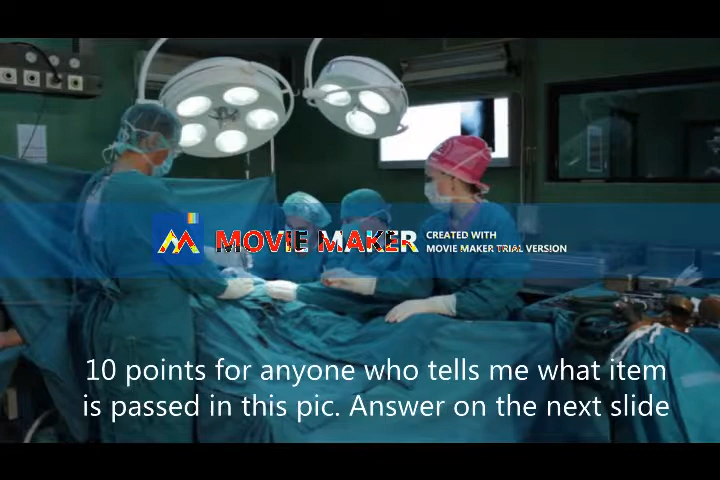 MOVIE MAKER
CREATED WITH
MOVIE MAKER TRIAL VERSION
10 points for anyone who tells me what item
is passed in this pic. Answer on the next slide